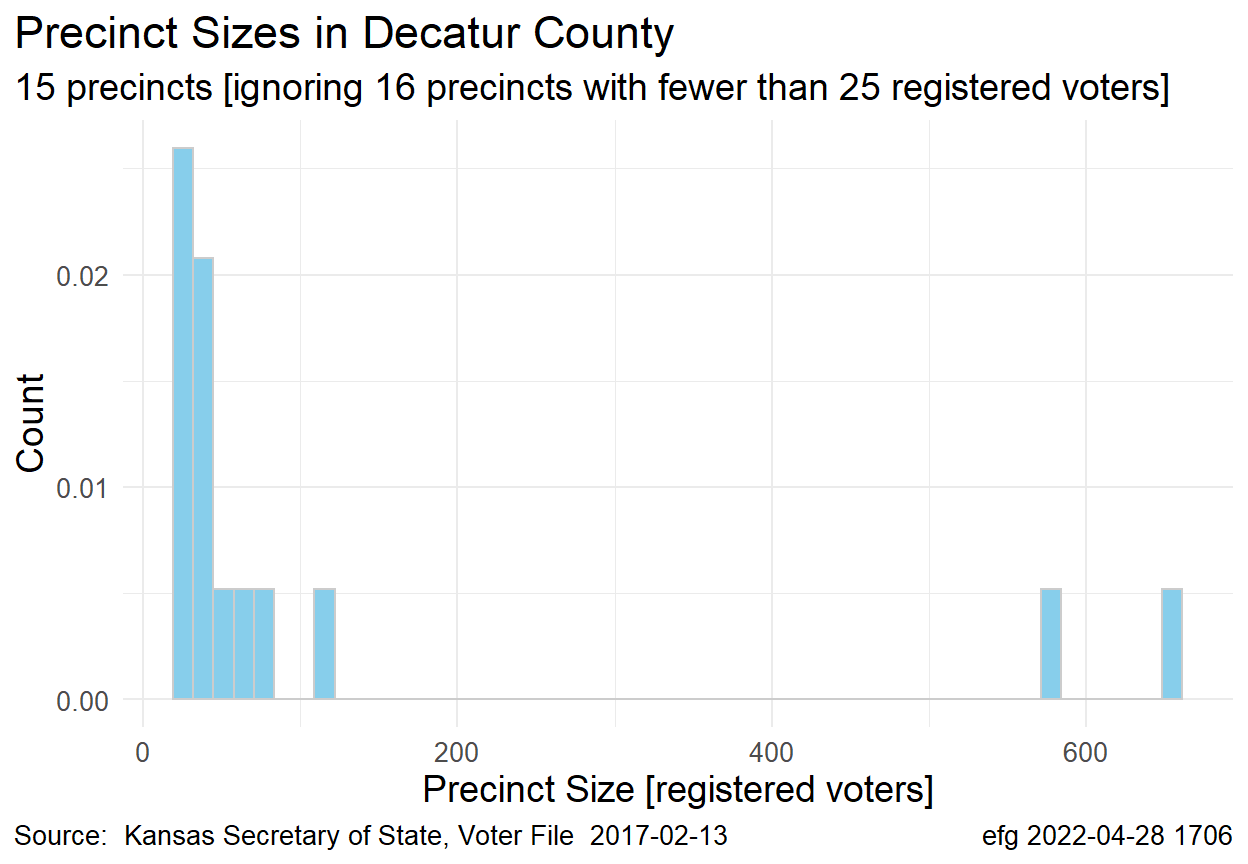 Precinct Sizes in Decatur County
15 precincts [ignoring 16 precincts with fewer than 25 registered voters]
0.02
0.01
0.00
Count
0 200 400 600
Precinct Size [registered voters]
Source:  Kansas Secretary of State, Voter File  2017-02-13
efg 2022-04-28 1706